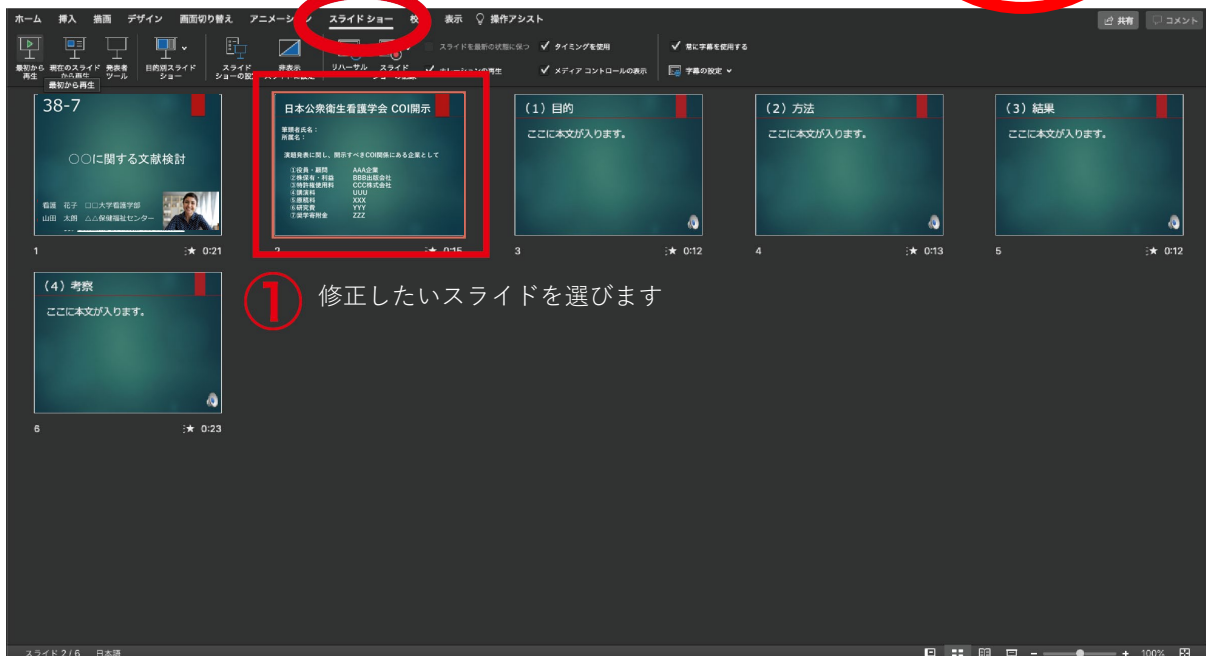 ホーム 挿入 描画 デザイン 画面切り替え アニメーション スライド ショー 校 表示 操作アシスト 共有 コメント
スライドを最新の状態に保つ タイミングを使用 常に字幕を使用する
最初から再生 現在のスライドから再生 発表者ツール 目的別スライドショー スライドショーの設定 非表示 リハーサル スライド ナレーションの再生 メディア コントロールの表示 字幕の設定
最初から再生
38-7
〇〇に関する文献検討
看護 花子 □□大学看護学部
山田 太朗 △△保健福祉センター
1 0:21
日本公衆衛生看護学会 COI開示
筆頭者氏名：
所属名：
演題発表に関し、開示すべきCOI関係にある企業として
①役員・顧問 AAA企業
②株保有・利益 BBB出版会社
③特許権使用料 CCC株式会社
④講演料 UUU
⑤原稿料 XXX
⑥研究費 YYY
⑦奨学寄附金 ZZZ
2 0:15
（1）目的
ここに本文が入ります。
3 0:12
（2）方法
ここに本文が入ります。
4 0:13
（3）結果
ここに本文が入ります。
5 0:12
（4）考察
ここに本文が入ります。
6 0:23
① 修正したいスライドを選びます
スライド 2 / 6 日本語 100%